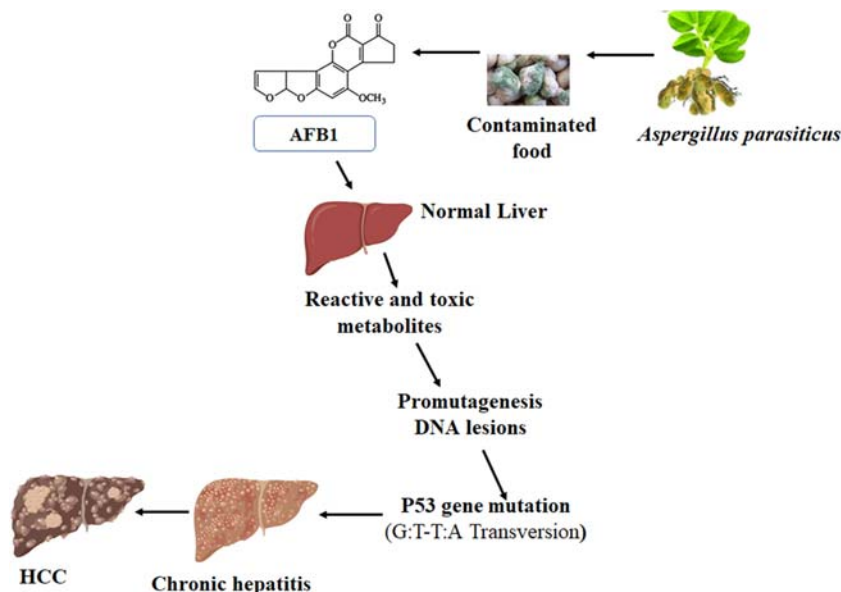 O
O
O
O
O
OCH₃
AFB1
Contaminated
food
Aspergillus parasiticus
Normal Liver
Reactive and toxic
metabolites
Promutagenesis
DNA lesions
P53 gene mutation
(G:T-T:A Transversion)
Chronic hepatitis
HCC